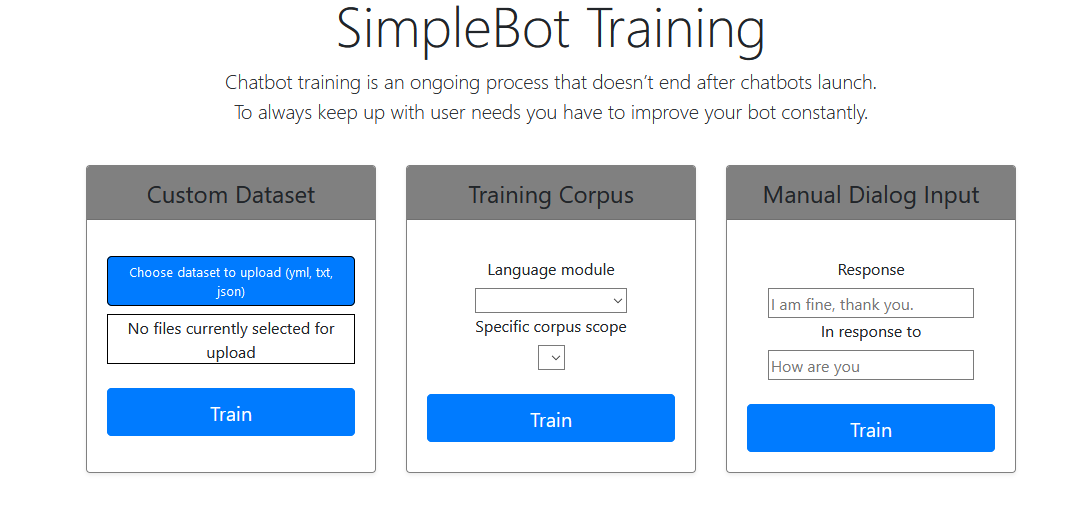 SimpleBot Training
Chatbot training is an ongoing process that doesn’t end after chatbots launch.
To always keep up with user needs you have to improve your bot constantly.
Custom Dataset
Choose dataset to upload (yml, txt,
json)
No files currently selected for
upload
Train
Training Corpus
Language module
Specific corpus scope
Train
Manual Dialog Input
Response
I am fine, thank you.
In response to
How are you
Train